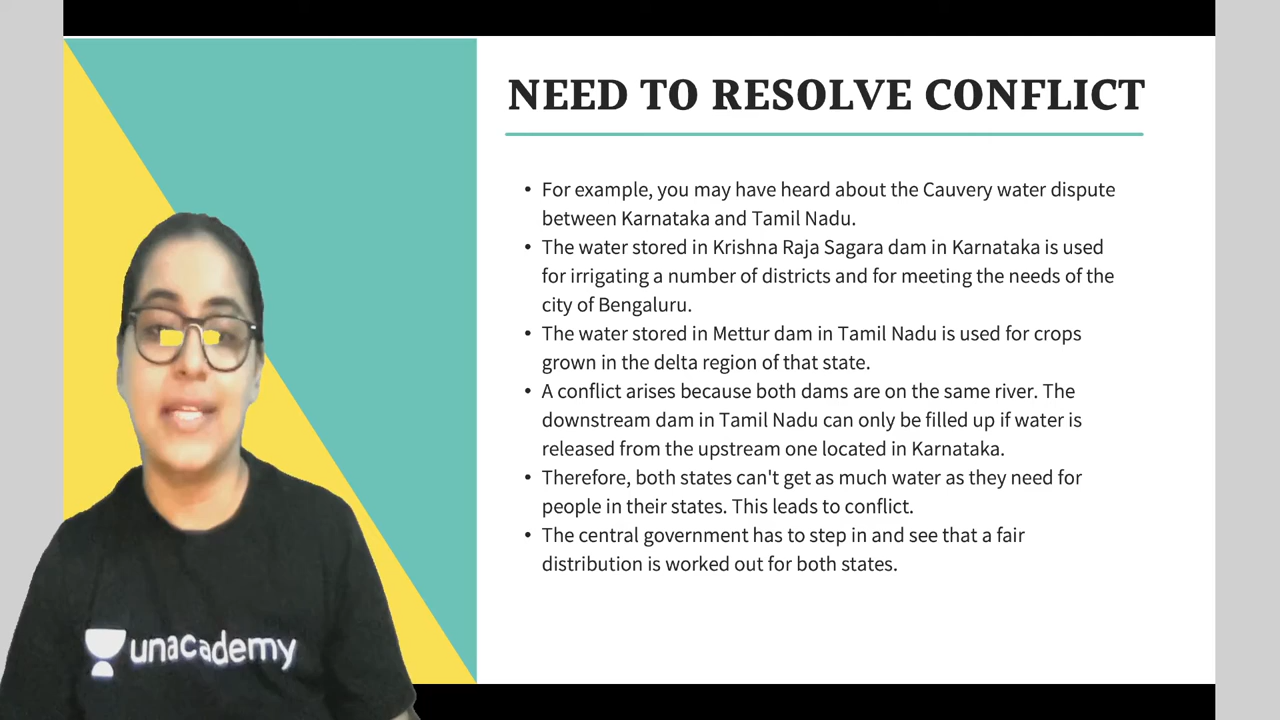 NEED TO RESOLVE CONFLICT
• For example, you may have heard about the Cauvery water dispute
between Karnataka and Tamil Nadu.
• The water stored in Krishna Raja Sagara dam in Karnataka is used
for irrigating a number of districts and for meeting the needs of the
city of Bengaluru.
• The water stored in Mettur dam in Tamil Nadu is used for crops
grown in the delta region of that state.
• A conflict arises because both dams are on the same river. The
downstream dam in Tamil Nadu can only be filled up if water is
released from the upstream one located in Karnataka.
• Therefore, both states can't get as much water as they need for
people in their states. This leads to conflict.
• The central government has to step in and see that a fair
distribution is worked out for both states.
unacademy